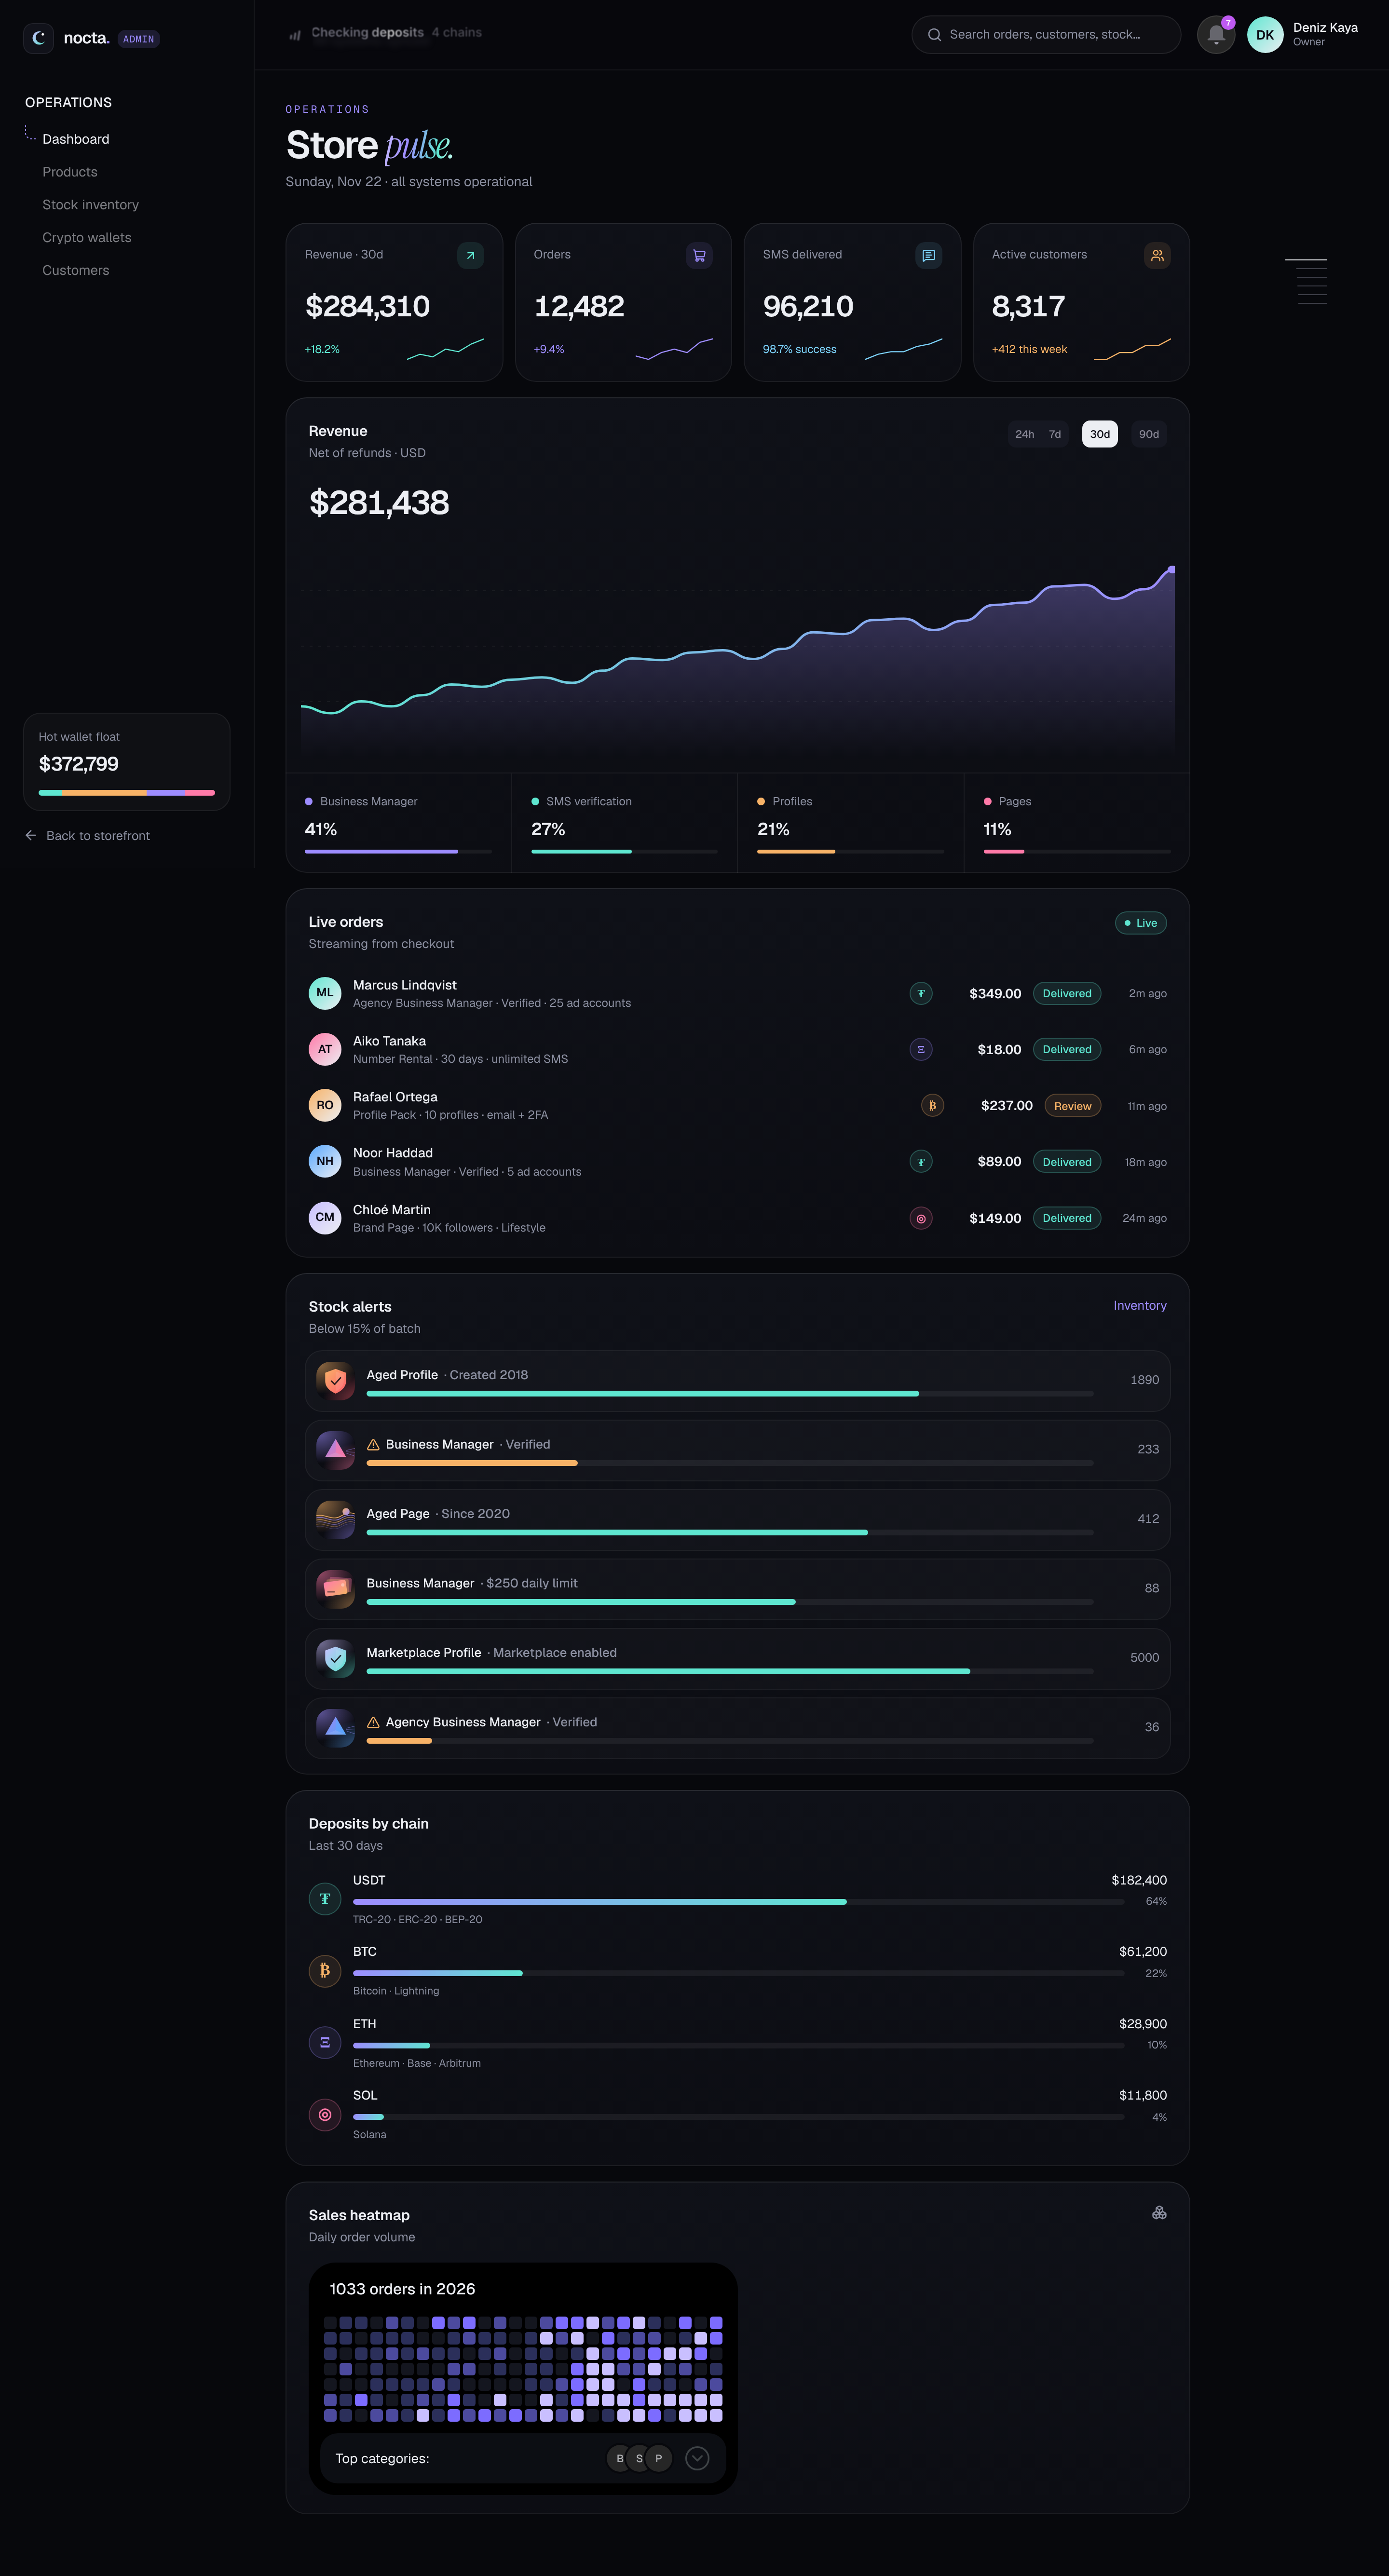 nocta. ADMIN
Checking deposits 4 chains
Search orders, customers, stock...
7
DK
Deniz Kaya
Owner
OPERATIONS
Dashboard
Products
Stock inventory
Crypto wallets
Customers
Hot wallet float
$372,799
Back to storefront
OPERATIONS
Store pulse.
Sunday, Nov 22 · all systems operational
Revenue · 30d
$284,310
+18.2%
Orders
12,482
+9.4%
SMS delivered
96,210
98.7% success
Active customers
8,317
+412 this week
Revenue
Net of refunds · USD
24h 7d 30d 90d
$281,438
Business Manager
41%
SMS verification
27%
Profiles
21%
Pages
11%
Live orders
Streaming from checkout
Live
ML
Marcus Lindqvist
Agency Business Manager · Verified · 25 ad accounts
₮ $349.00 Delivered 2m ago
AT
Aiko Tanaka
Number Rental · 30 days · unlimited SMS
Ξ $18.00 Delivered 6m ago
RO
Rafael Ortega
Profile Pack · 10 profiles · email + 2FA
₿ $237.00 Review 11m ago
NH
Noor Haddad
Business Manager · Verified · 5 ad accounts
₮ $89.00 Delivered 18m ago
CM
Chloé Martin
Brand Page · 10K followers · Lifestyle
◎ $149.00 Delivered 24m ago
Stock alerts
Below 15% of batch
Inventory
Aged Profile · Created 2018
1890
Business Manager · Verified
233
Aged Page · Since 2020
412
Business Manager · $250 daily limit
88
Marketplace Profile · Marketplace enabled
5000
Agency Business Manager · Verified
36
Deposits by chain
Last 30 days
₮
USDT $182,400
64%
TRC-20 · ERC-20 · BEP-20
₿
BTC $61,200
22%
Bitcoin · Lightning
Ξ
ETH $28,900
10%
Ethereum · Base · Arbitrum
◎
SOL $11,800
4%
Solana
Sales heatmap
Daily order volume
1033 orders in 2026
Top categories: B S P